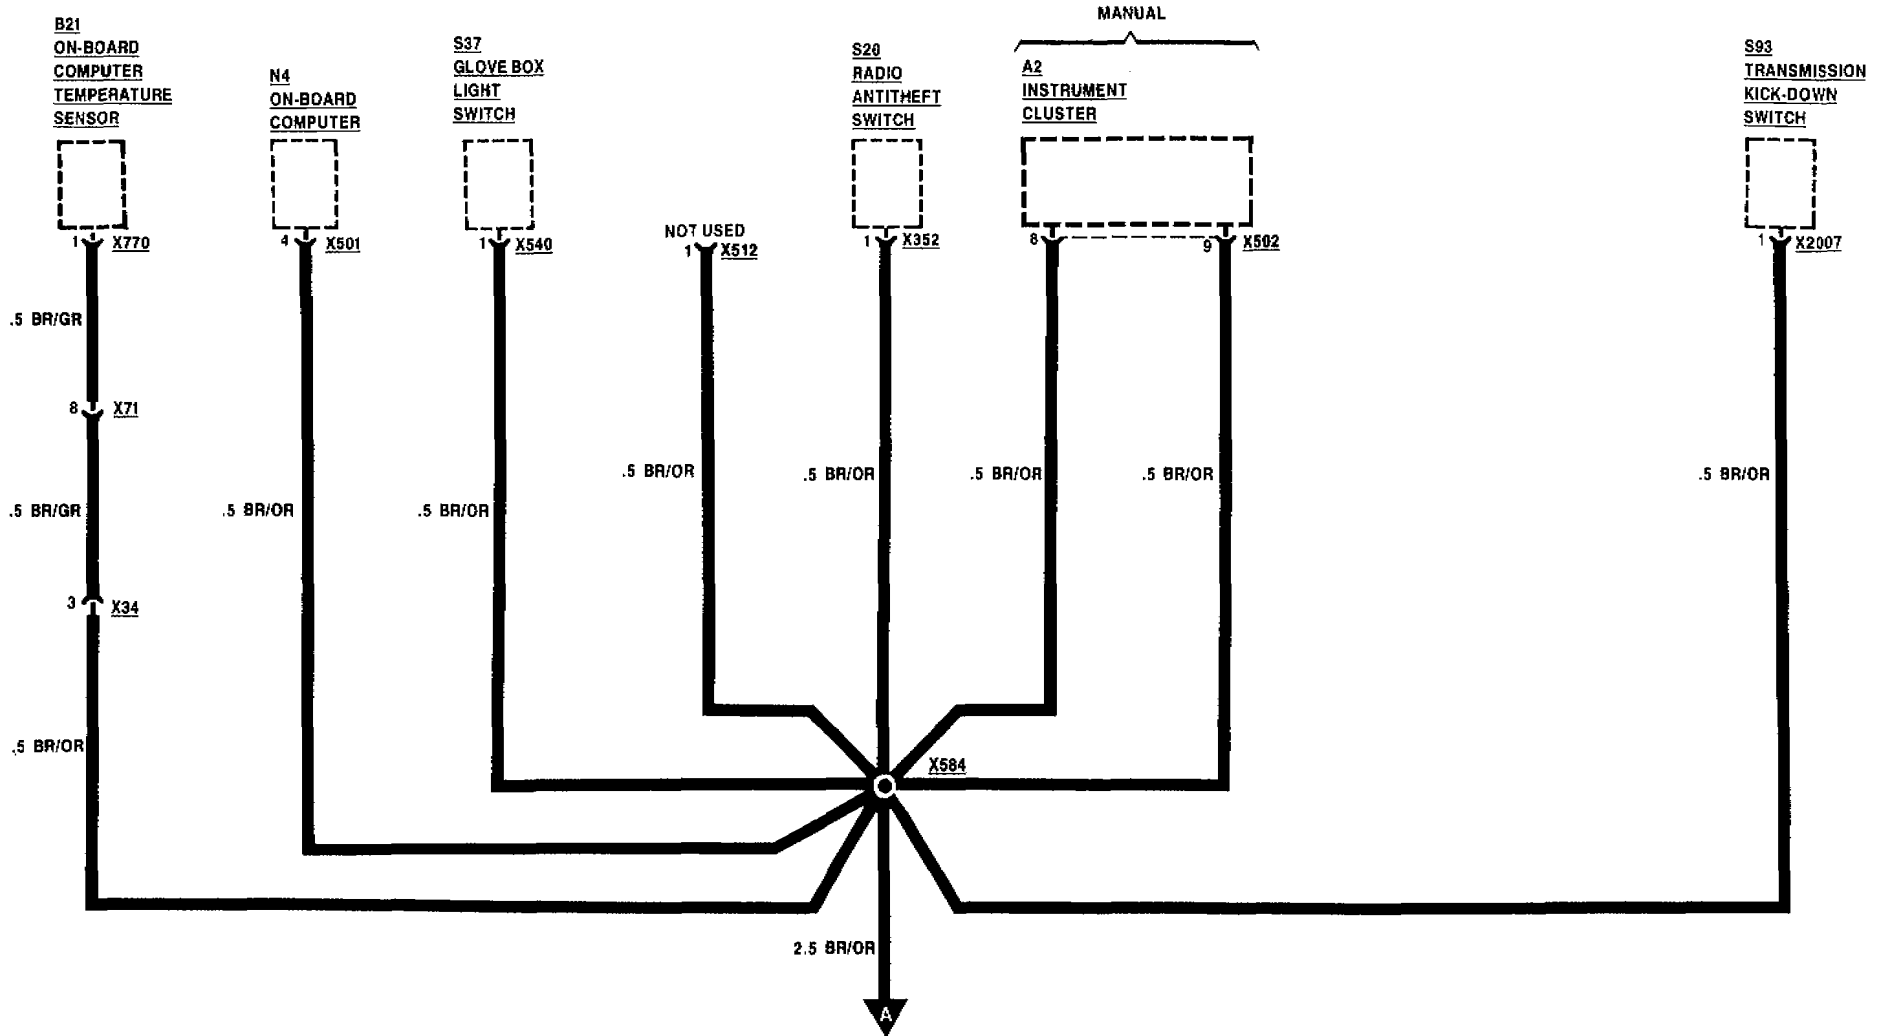 MANUAL
B21
ON-BOARD
COMPUTER
TEMPERATURE
SENSOR
N4
ON-BOARD
COMPUTER
S37
GLOVE BOX
LIGHT
SWITCH
S20
RADIO
ANTITHEFT
SWITCH
A2
INSTRUMENT
CLUSTER
S93
TRANSMISSION
KICK-DOWN
SWITCH
1 X770
4 X501
1 X540
NOT USED
1 X512
1 X352
8
9 X502
1 X2007
.5 BR/GR
8 X71
.5 BR/GR
.5 BR/OR
.5 BR/OR
.5 BR/OR
.5 BR/OR
.5 BR/OR
.5 BR/OR
.5 BR/OR
3 X34
.5 BR/OR
X584
2.5 BR/OR
A